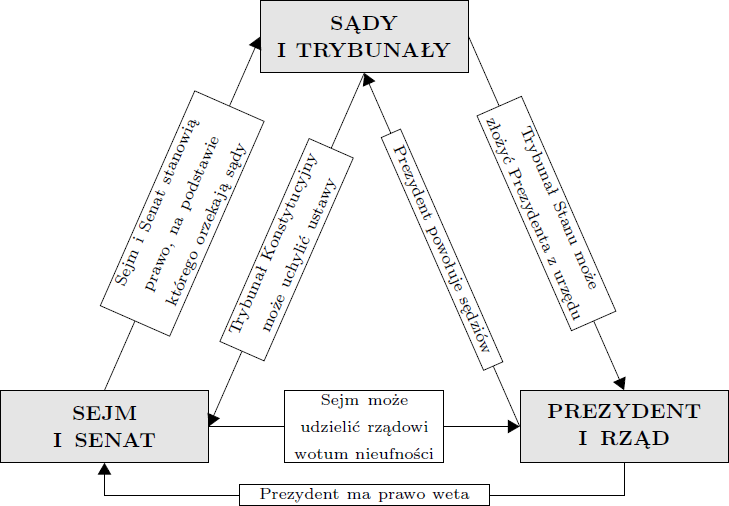 SĄDY
I TRYBUNAŁY
Sejm i Senat stanowią
prawo, na podstawie
którego orzekają sądy
Trybunał Konstytucyjny
może uchylić ustawy
Prezydent powołuje sędziów
Trybunał Stanu może
złożyć Prezydenta z urzędu
SEJM
I SENAT
Sejm może
udzielić rządowi
wotum nieufności
PREZYDENT
I RZĄD
Prezydent ma prawo weta